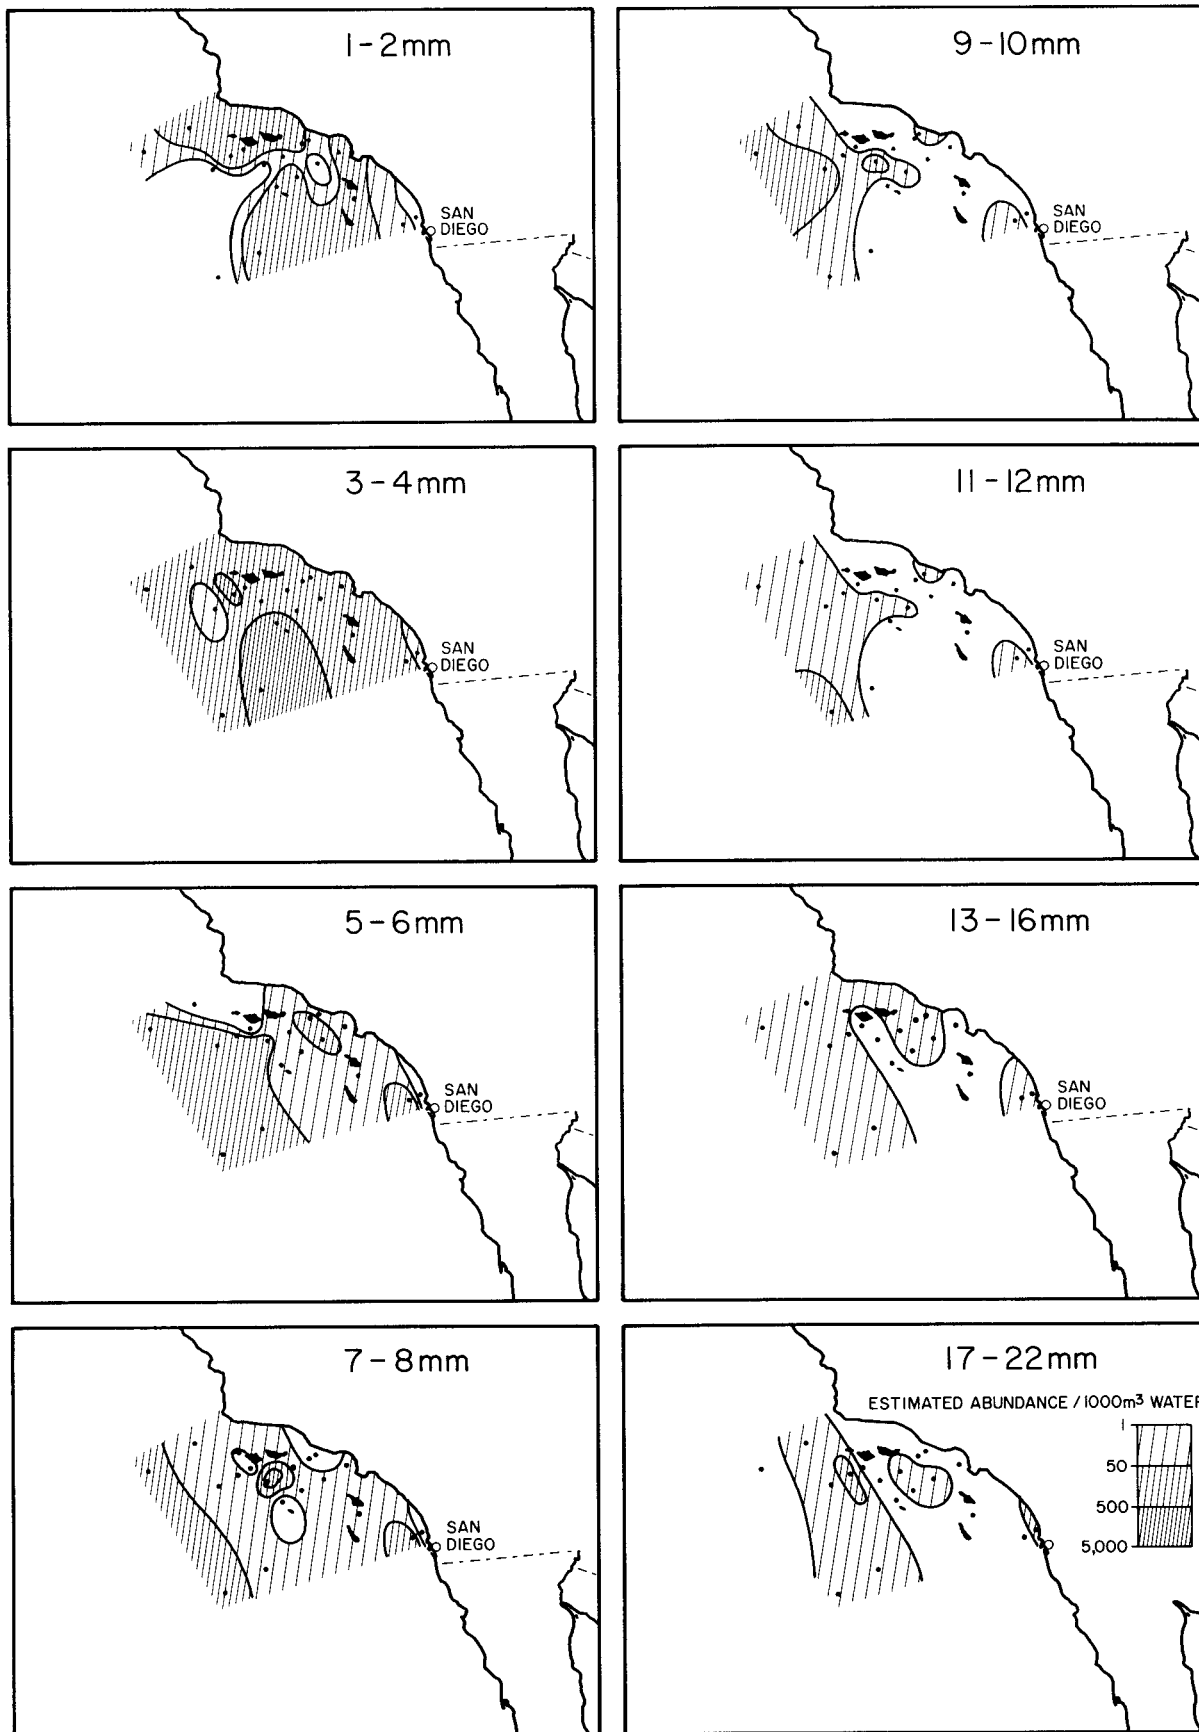 1-2mm
SAN
DIEGO
9-10mm
SAN
DIEGO
3-4mm
SAN
DIEGO
11-12mm
SAN
DIEGO
5-6mm
SAN
DIEGO
13-16mm
SAN
DIEGO
7-8mm
SAN
DIEGO
17-22mm
ESTIMATED ABUNDANCE / 1000m³ WATER
1
50
500
5,000